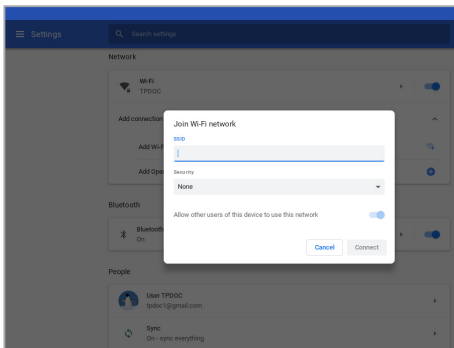 Settings
Search settings
Network
Wi-Fi
TPDOC
Add connection
Add Wi-F
Add Ope
Join Wi-Fi network
SSID
Security
None
Allow other users of this device to use this network
Cancel
Connect
Bluetooth
Bluetooth
On
People
User TPDOC
tpdoc1@gmail.com
Sync
On - sync everything